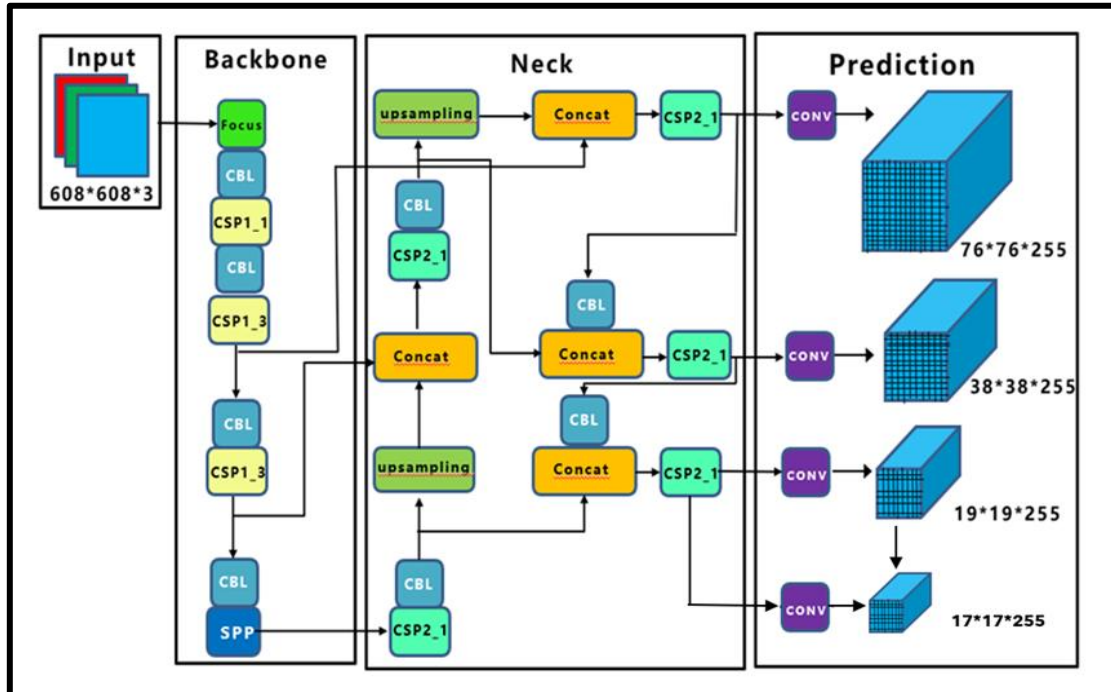 Input
608*608*3
Backbone
Focus
CBL
CSP1_1
CBL
CSP1_3
CBL
CSP1_3
CBL
SPP
Neck
upsampling
Concat
CSP2_1
CBL
CSP2_1
CBL
Concat
Concat
CSP2_1
CBL
upsampling
Concat
CSP2_1
CBL
CSP2_1
Prediction
CONV
76*76*255
CONV
38*38*255
CONV
19*19*255
CONV
17*17*255